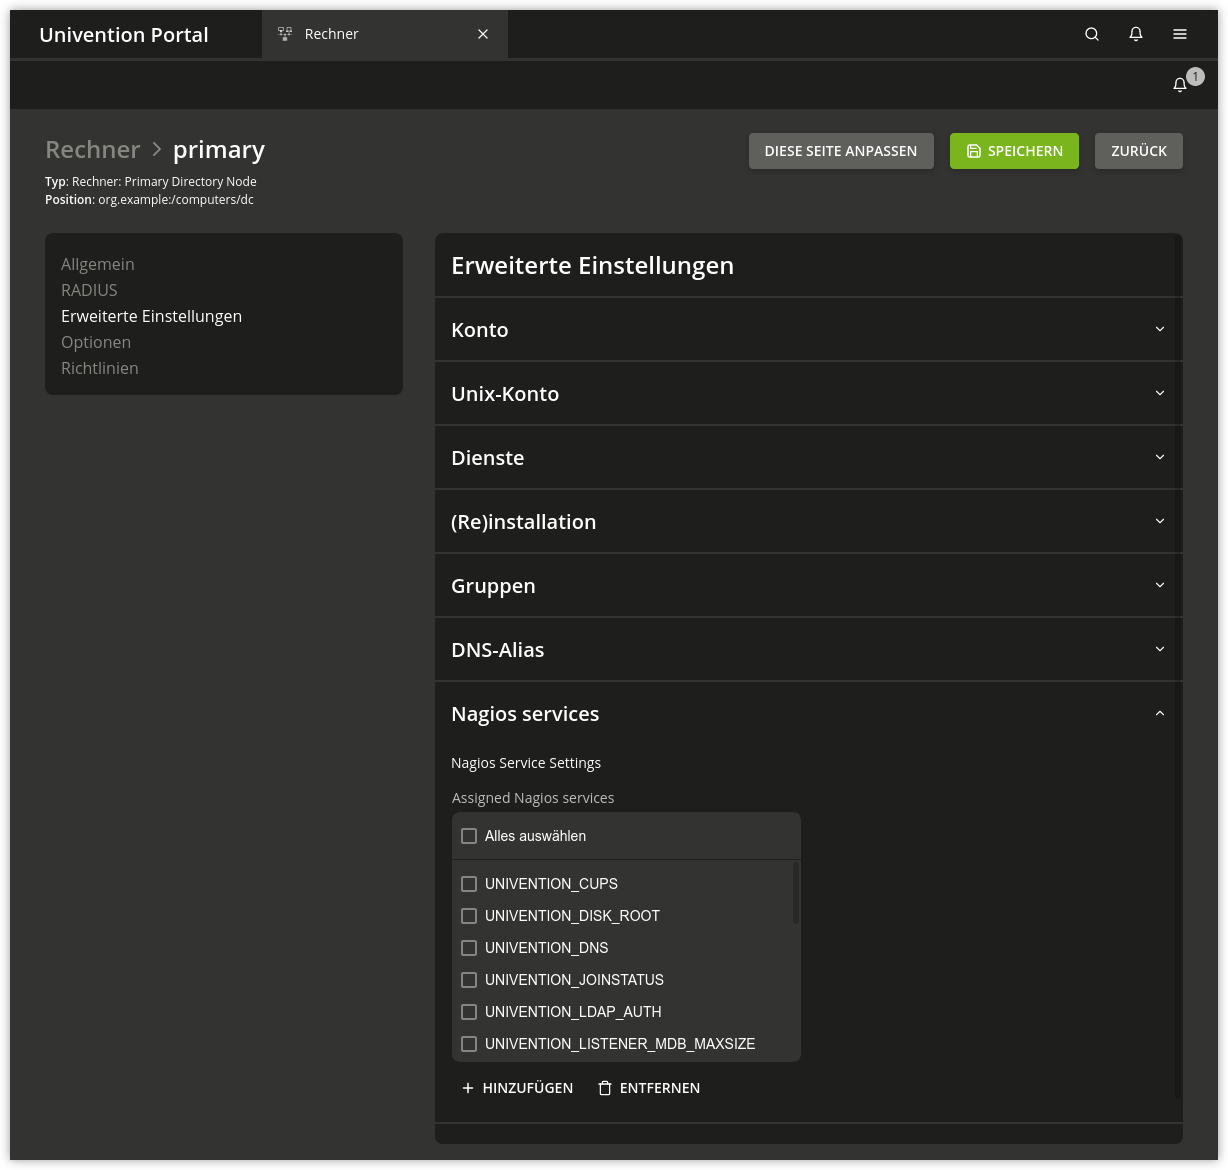 Univention Portal
Rechner
1
Rechner > primary
DIESE SEITE ANPASSEN
SPEICHERN
ZURÜCK
Typ: Rechner: Primary Directory Node
Position: org.example:/computers/dc
Allgemein
RADIUS
Erweiterte Einstellungen
Optionen
Richtlinien
Erweiterte Einstellungen
Konto
Unix-Konto
Dienste
(Re)installation
Gruppen
DNS-Alias
Nagios services
Nagios Service Settings
Assigned Nagios services
Alles auswählen
UNIVENTION_CUPS
UNIVENTION_DISK_ROOT
UNIVENTION_DNS
UNIVENTION_JOINSTATUS
UNIVENTION_LDAP_AUTH
UNIVENTION_LISTENER_MDB_MAXSIZE
HINZUFÜGEN
ENTFERNEN